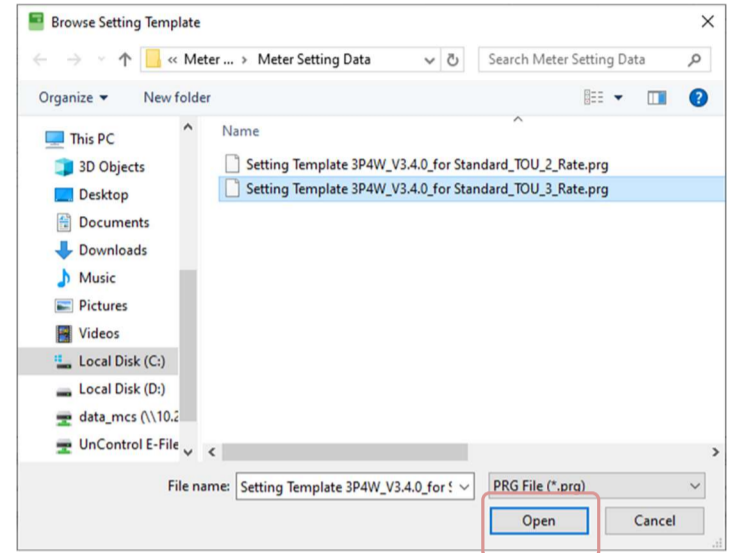 Browse Setting Template
« Meter ... › Meter Setting Data
Search Meter Setting Data
Organize
New folder
This PC
3D Objects
Desktop
Documents
Downloads
Music
Pictures
Videos
Local Disk (C:)
Local Disk (D:)
data_mcs (\\10.2
UnControl E-File
Name
Setting Template 3P4W_V3.4.0_for Standard_TOU_2_Rate.prg
Setting Template 3P4W_V3.4.0_for Standard_TOU_3_Rate.prg
File name: Setting Template 3P4W_V3.4.0_for S
PRG File (*.prg)
Open
Cancel